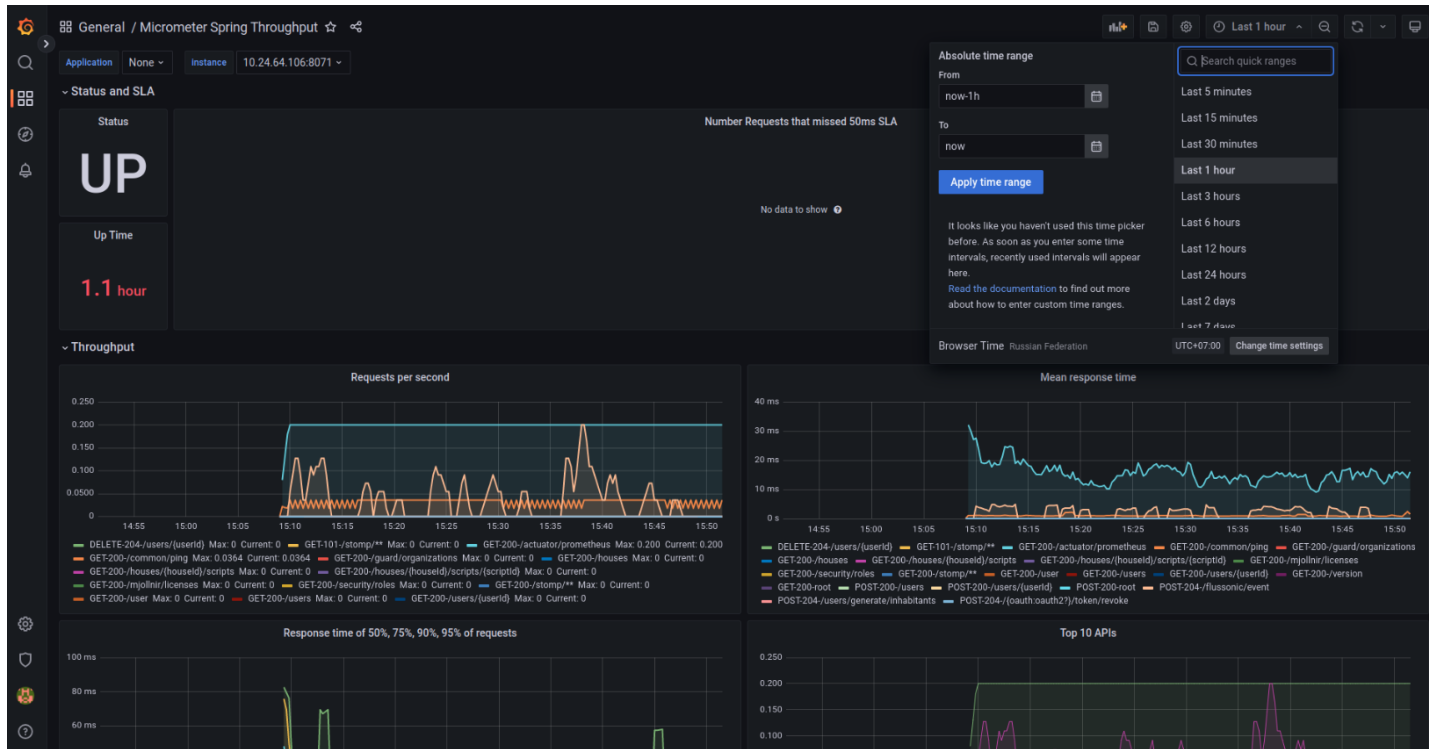 General / Micrometer Spring Throughput
Last 1 hour
Application None
instance 10.24.64.106:8071
Status and SLA
Status
UP
Up Time
1.1 hour
Number Requests that missed 50ms SLA
No data to show
Absolute time range
From
now-1h
To
now
Apply time range
It looks like you haven't used this time picker
before. As soon as you enter some time
intervals, recently used intervals will appear
here.
Read the documentation to find out more
about how to enter custom time ranges.
Search quick ranges
Last 5 minutes
Last 15 minutes
Last 30 minutes
Last 1 hour
Last 3 hours
Last 6 hours
Last 12 hours
Last 24 hours
Last 2 days
Last 7 days
Browser Time Russian Federation
UTC+07:00 Change time settings
Throughput
Requests per second
0.250
0.200
0.150
0.100
0.0500
0
14:55 15:00 15:05 15:10 15:15 15:20 15:25 15:30 15:35 15:40 15:45 15:50
DELETE-204-/users/{userId} Max: 0 Current: 0 GET-101-/stomp/** Max: 0 Current: 0 GET-200-/actuator/prometheus Max: 0.200 Current: 0.200
GET-200-/common/ping Max: 0.0364 Current: 0.0364 GET-200-/guard/organizations Max: 0 Current: 0 GET-200-/houses Max: 0 Current: 0
GET-200-/houses/{houseId}/scripts Max: 0 Current: 0 GET-200-/houses/{houseId}/scripts/{scriptId} Max: 0 Current: 0
GET-200-/mjollnir/licenses Max: 0 Current: 0 GET-200-/security/roles Max: 0 Current: 0 GET-200-/stomp/** Max: 0 Current: 0
GET-200-/user Max: 0 Current: 0 GET-200-/users Max: 0 Current: 0 GET-200-/users/{userId} Max: 0 Current: 0
Mean response time
40 ms
30 ms
20 ms
10 ms
0 s
14:55 15:00 15:05 15:10 15:15 15:20 15:25 15:30 15:35 15:40 15:45 15:50
DELETE-204-/users/{userId} GET-101-/stomp/** GET-200-/actuator/prometheus GET-200-/common/ping GET-200-/guard/organizations
GET-200-/houses GET-200-/houses/{houseId}/scripts GET-200-/houses/{houseId}/scripts/{scriptId} GET-200-/mjollnir/licenses
GET-200-/security/roles GET-200-/stomp/** GET-200-/user GET-200-/users GET-200-/users/{userId} GET-200-/version
GET-200-root POST-200-/users POST-200-/users/{userId} POST-200-root POST-204-/flussonic/event
POST-204-/users/generate/inhabitants POST-204-/{oauth:oauth2?}/token/revoke
Response time of 50%, 75%, 90%, 95% of requests
100 ms
80 ms
60 ms
Top 10 APIs
0.250
0.200
0.150
0.100